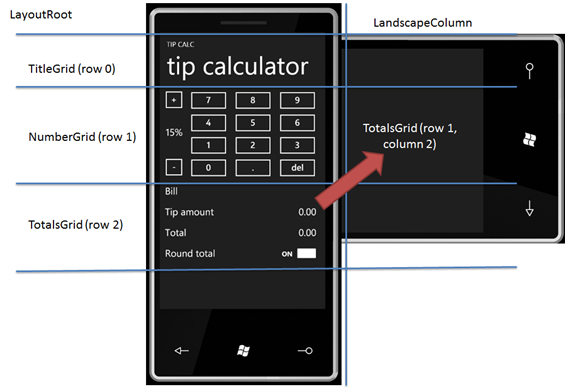 LayoutRoot
LandscapeColumn
TitleGrid (row 0)
TIP CALC
tip calculator
NumberGrid (row 1)
+ 7 8 9
4 5 6
15%
1 2 3
- 0 . del
TotalsGrid (row 1,
column 2)
TotalsGrid (row 2)
Bill
Tip amount 0.00
Total 0.00
Round total ON